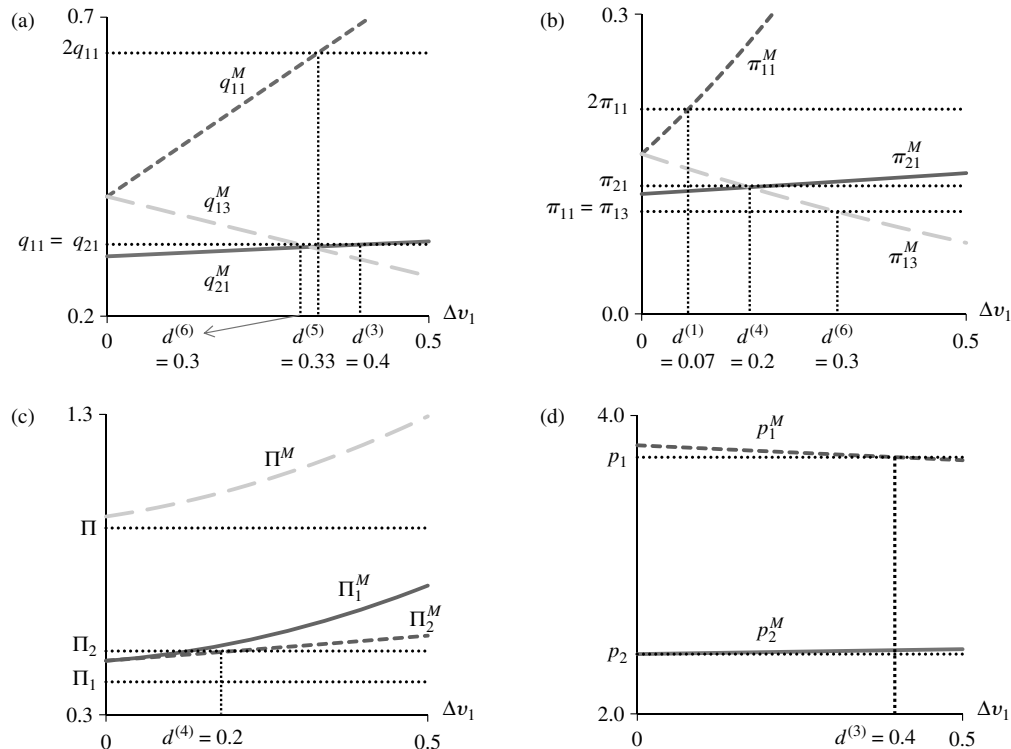 (a)
0.7
2q₁₁
q₁₁ᴹ
q₁₃ᴹ
q₁₁ = q₂₁
q₂₁ᴹ
0.2
0
d⁽⁶⁾ = 0.3
d⁽⁵⁾ = 0.33
d⁽³⁾ = 0.4
0.5
Δv₁
(b)
0.3
π₁₁ᴹ
2π₁₁
π₂₁ᴹ
π₂₁
π₁₁ = π₁₃
π₁₃ᴹ
0.0
0
d⁽¹⁾ = 0.07
d⁽⁴⁾ = 0.2
d⁽⁶⁾ = 0.3
0.5
Δv₁
(c)
1.3
Πᴹ
Π
Π₁ᴹ
Π₂ᴹ
Π₂
Π₁
0.3
0
d⁽⁴⁾ = 0.2
0.5
Δv₁
(d)
4.0
p₁ᴹ
p₁
p₂ᴹ
p₂
2.0
0
d⁽³⁾ = 0.4
0.5
Δv₁